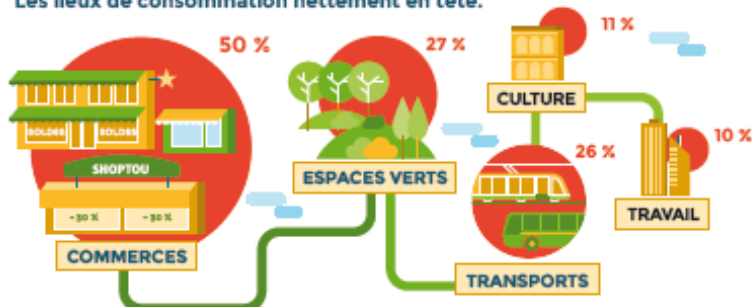 Les lieux de consommation nettement en tête.
50 %
27 %
11 %
CULTURE
10 %
SOLDES SOLDES
26 %
SHOPTOU
ESPACES VERTS
-30 % -30 %
TRAVAIL
COMMERCES
TRANSPORTS